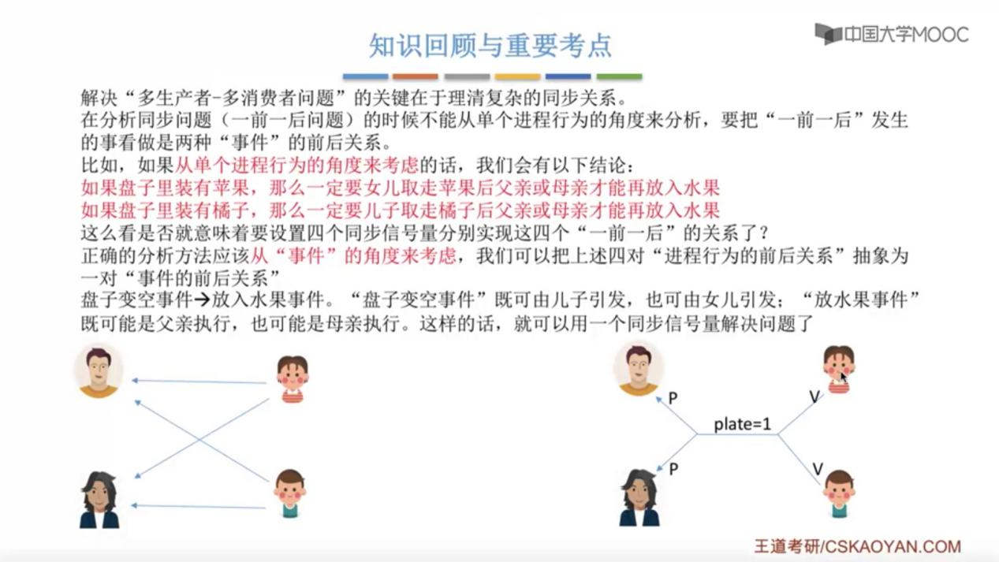 知识回顾与重要考点
中国大学MOOC
解决“多生产者-多消费者问题”的关键在于理清复杂的同步关系。
在分析同步问题（一前一后问题）的时候不能从单个进程行为的角度来分析，要把“一前一后”发生
的事看做是两种“事件”的前后关系。
比如，如果从单个进程行为的角度来考虑的话，我们会有以下结论：
如果盘子里装有苹果，那么一定要女儿取走苹果后父亲或母亲才能再放入水果
如果盘子里装有橘子，那么一定要儿子取走橘子后父亲或母亲才能再放入水果
这么看是否就意味着要设置四个同步信号量分别实现这四个“一前一后”的关系了？
正确的分析方法应该从“事件”的角度来考虑，我们可以把上述四对“进程行为的前后关系”抽象为
一对“事件的前后关系”
盘子变空事件→放入水果事件。“盘子变空事件”既可由儿子引发，也可由女儿引发；“放水果事件”
既可能是父亲执行，也可能是母亲执行。这样的话，就可以用一个同步信号量解决问题了
P
V
plate=1
P
V
王道考研/CSKAOYAN.COM